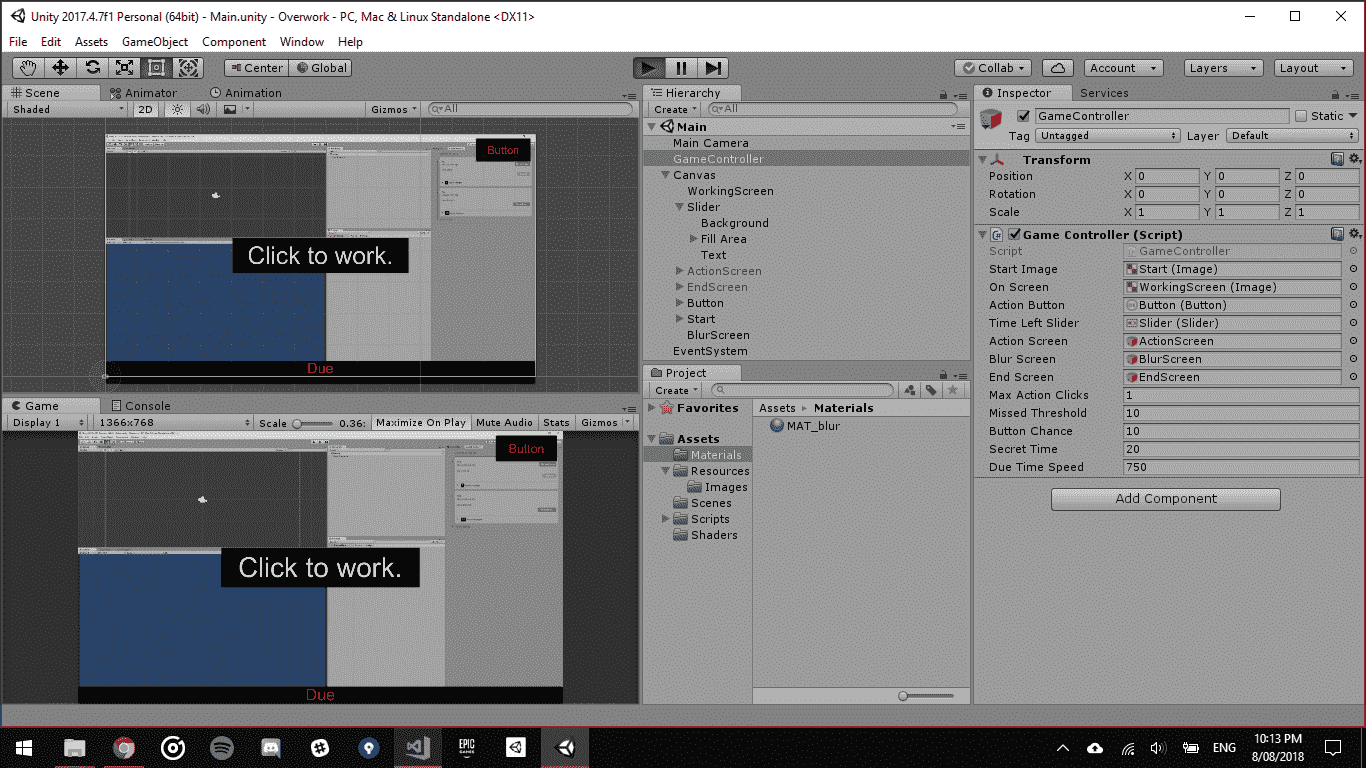 Unity 2017.4.7f1 Personal (64bit) - Main.unity - Overwork - PC, Mac & Linux Standalone <DX11>
File Edit Assets GameObject Component Window Help
Center Global Collab Account Layers Layout
Scene Animator Animation
Shaded 2D Gizmos All
Button
Click to work.
Due
Game Console
Display 1 1366x768 Scale 0.36: Maximize On Play Mute Audio Stats Gizmos
Button
Click to work.
Due
Hierarchy
Create All
Main
Main Camera
GameController
Canvas
WorkingScreen
Slider
Background
Fill Area
Text
ActionScreen
EndScreen
Button
Start
BlurScreen
EventSystem
Project
Create
Favorites
Assets
Materials
Resources
Images
Scenes
Scripts
Shaders
Assets Materials
MAT_blur
Inspector Services
GameController Static
Tag Untagged Layer Default
Transform
Position X 0 Y 0 Z 0
Rotation X 0 Y 0 Z 0
Scale X 1 Y 1 Z 1
Game Controller (Script)
Script GameController
Start Image Start (Image)
On Screen WorkingScreen (Image)
Action Button Button (Button)
Time Left Slider Slider (Slider)
Action Screen ActionScreen
Blur Screen BlurScreen
End Screen EndScreen
Max Action Clicks 1
Missed Threshold 10
Button Chance 10
Secret Time 20
Due Time Speed 750
Add Component
EPIC
GAMES
ENG
10:13 PM
8/08/2018